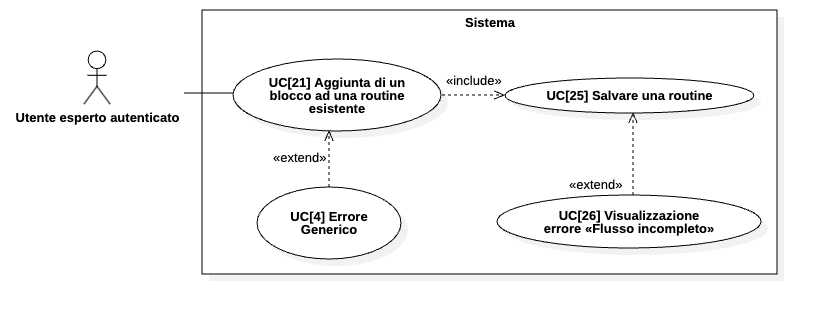 Sistema
UC[21] Aggiunta di un
blocco ad una routine
esistente
«include»
UC[25] Salvare una routine
Utente esperto autenticato
«extend»
«extend»
UC[4] Errore
Generico
UC[26] Visualizzazione
errore «Flusso incompleto»